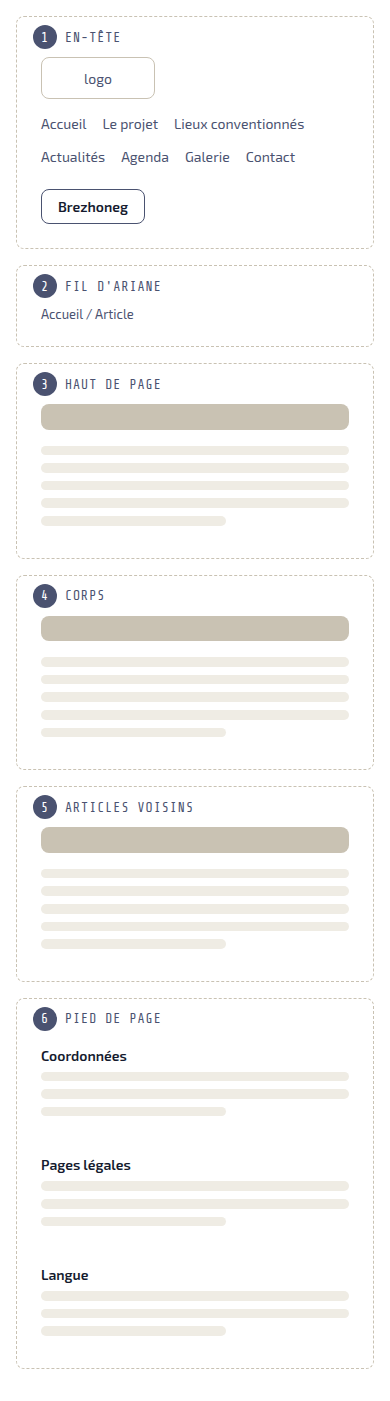 1 EN-TÊTE
logo
Accueil Le projet Lieux conventionnés
Actualités Agenda Galerie Contact
Brezhoneg
2 FIL D'ARIANE
Accueil / Article
3 HAUT DE PAGE
4 CORPS
5 ARTICLES VOISINS
6 PIED DE PAGE
Coordonnées
Pages légales
Langue